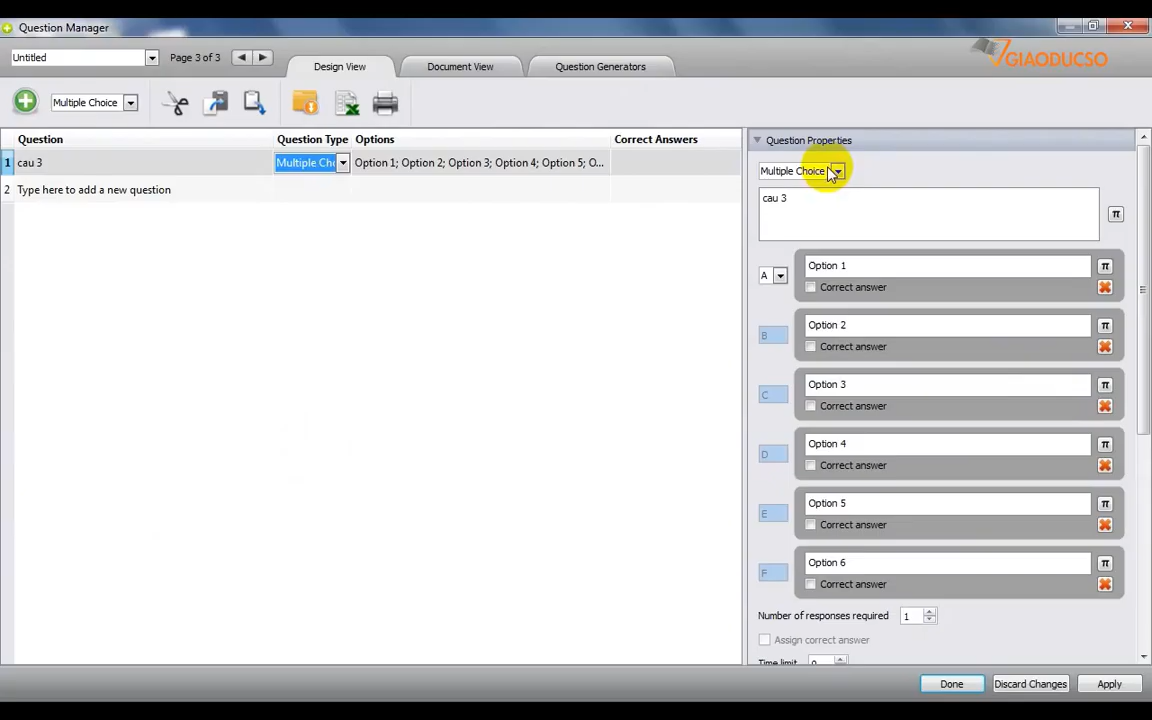 Question Manager
Untitled
Page 3 of 3
Design View
Document View
Question Generators
GIAODUCSO
Multiple Choice
Question
Question Type
Options
Correct Answers
1
cau 3
Multiple Cho
Option 1; Option 2; Option 3; Option 4; Option 5; O...
2
Type here to add a new question
Question Properties
Multiple Choice
cau 3
π
A
Option 1
π
Correct answer
B
Option 2
π
Correct answer
C
Option 3
π
Correct answer
D
Option 4
π
Correct answer
E
Option 5
π
Correct answer
F
Option 6
π
Correct answer
Number of responses required
1
Assign correct answer
Time limit
0
Done
Discard Changes
Apply